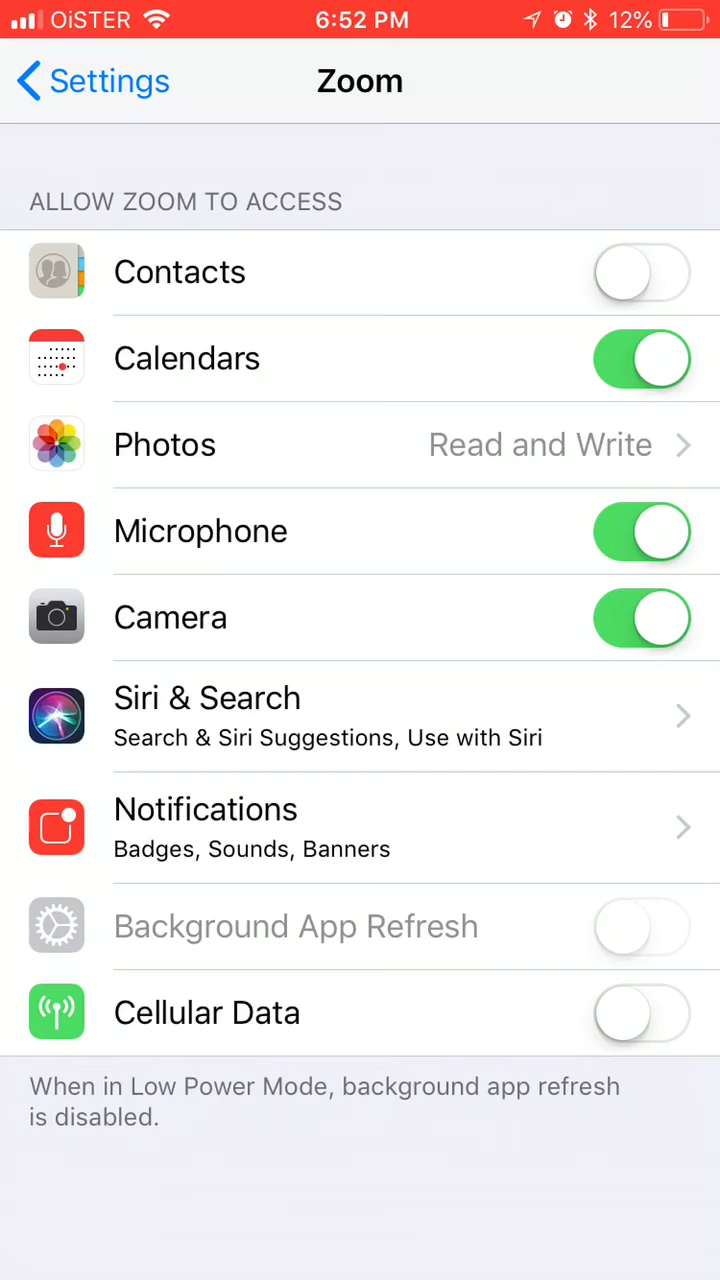 OiSTER 6:52 PM 12%
Settings Zoom
ALLOW ZOOM TO ACCESS
Contacts
Calendars
Photos Read and Write
Microphone
Camera
Siri & Search
Search & Siri Suggestions, Use with Siri
Notifications
Badges, Sounds, Banners
Background App Refresh
Cellular Data
When in Low Power Mode, background app refresh
is disabled.